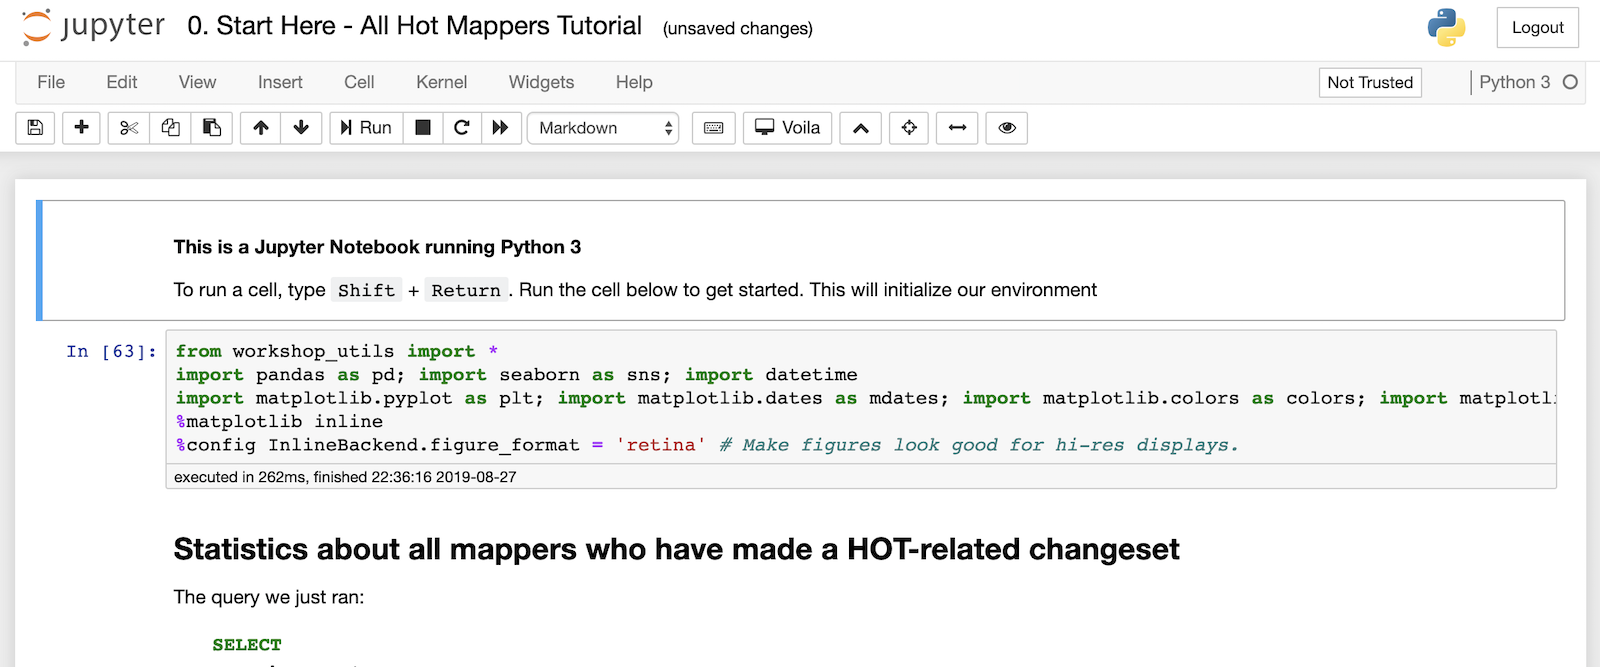 jupyter 0. Start Here - All Hot Mappers Tutorial (unsaved changes) Logout
File Edit View Insert Cell Kernel Widgets Help Not Trusted Python 3
Run Markdown Voila
This is a Jupyter Notebook running Python 3
To run a cell, type Shift + Return . Run the cell below to get started. This will initialize our environment
In [63]: from workshop_utils import *
import pandas as pd; import seaborn as sns; import datetime
import matplotlib.pyplot as plt; import matplotlib.dates as mdates; import matplotlib.colors as colors; import
%matplotlib inline
%config InlineBackend.figure_format = 'retina' # Make figures look good for hi-res displays.
executed in 262ms, finished 22:36:16 2019-08-27
Statistics about all mappers who have made a HOT-related changeset
The query we just ran:
SELECT